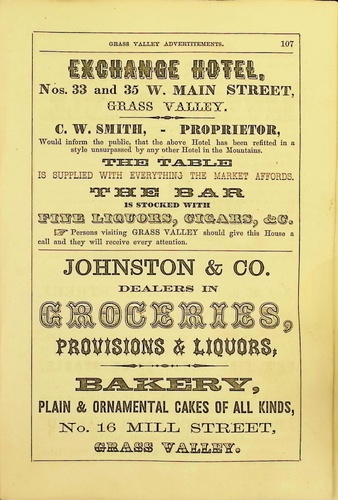 GRASS VALLEY ADVERTITEMENTS. 107
EXCHANGE HOTEL,
Nos. 33 and 35 W. MAIN STREET,
GRASS VALLEY.
C. W. SMITH, - PROPRIETOR,
Would inform the public, that the above Hotel has been refitted in a
style unsurpassed by any other Hotel in the Mountains.
THE TABLE
IS SUPPLIED WITH EVERYTHING THE MARKET AFFORDS.
THE BAR
IS STOCKED WITH
FINE LIQUORS, CIGARS, &C.
☞ Persons visiting GRASS VALLEY should give this House a
call and they will receive every attention.
JOHNSTON & CO.
DEALERS IN
GROCERIES,
PROVISIONS & LIQUORS,
BAKERY,
PLAIN & ORNAMENTAL CAKES OF ALL KINDS,
No. 16 MILL STREET,
GRASS VALLEY.